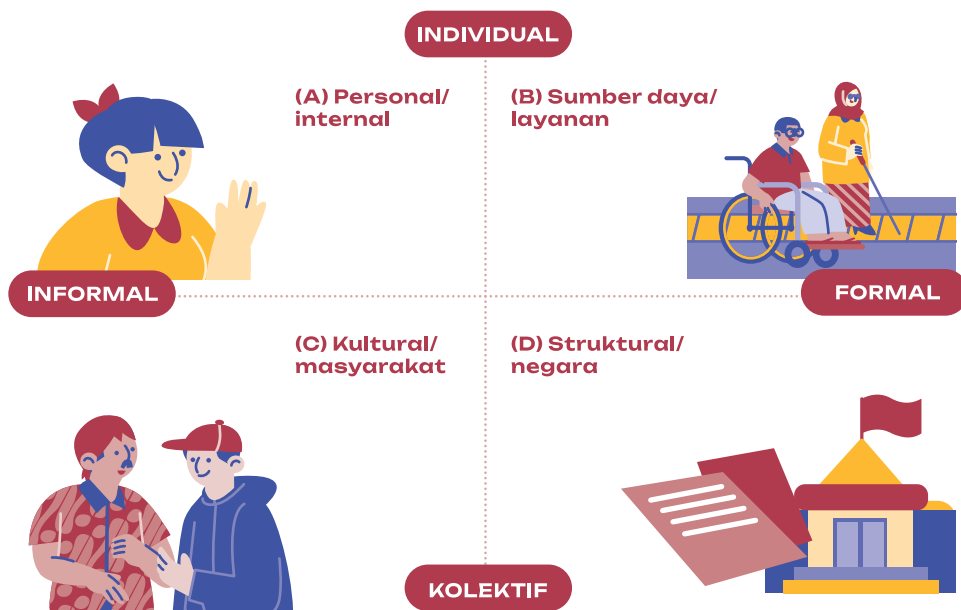 INDIVIDUAL
(A) Personal/
internal
(B) Sumber daya/
layanan
INFORMAL
FORMAL
(C) Kultural/
masyarakat
(D) Struktural/
negara
KOLEKTIF